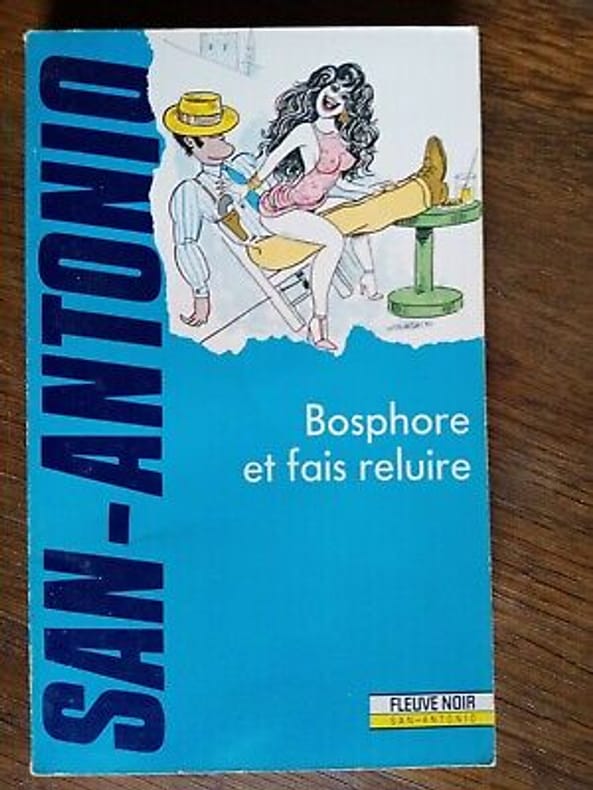 SAN-ANTONIO
Bosphore
et fais reluire
FLEUVE NOIR
SAN-ANTONIO